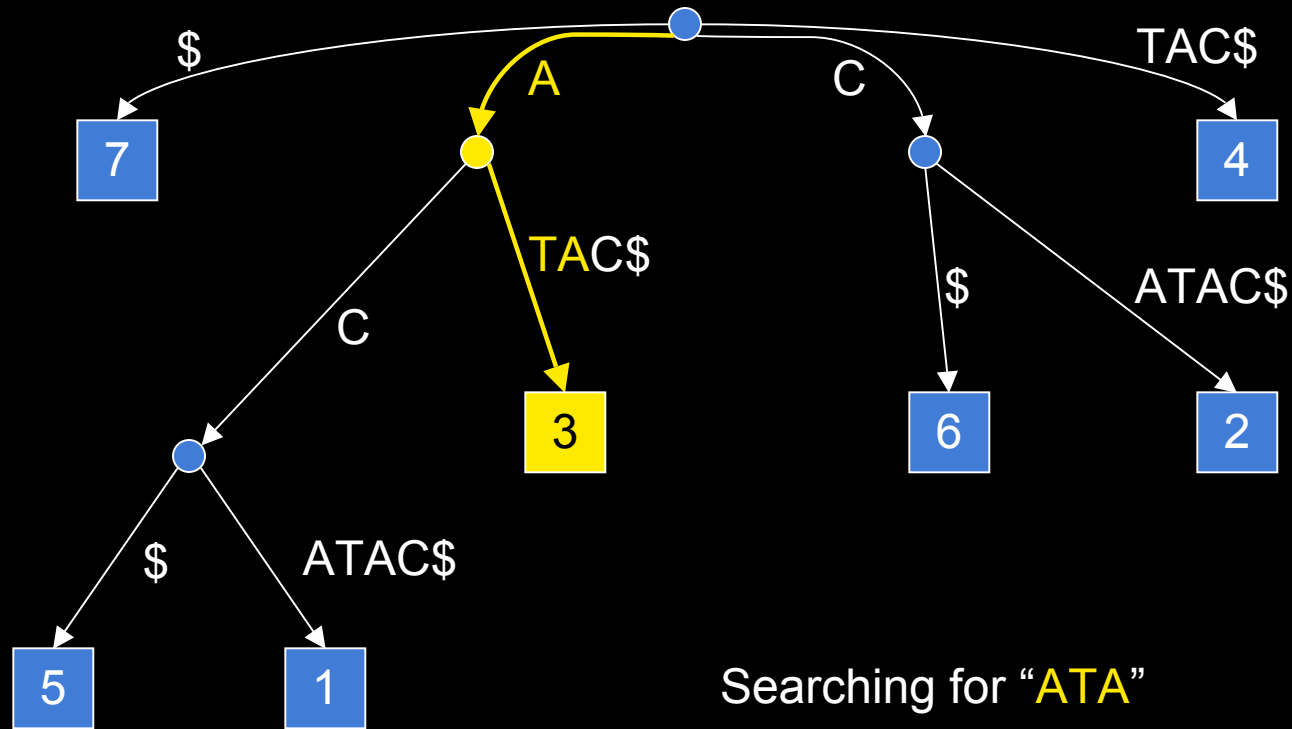 $
A
C
TAC$
7
4
TAC$
C
$
ATAC$
3
6
2
$
ATAC$
5
1
Searching for “ATA”